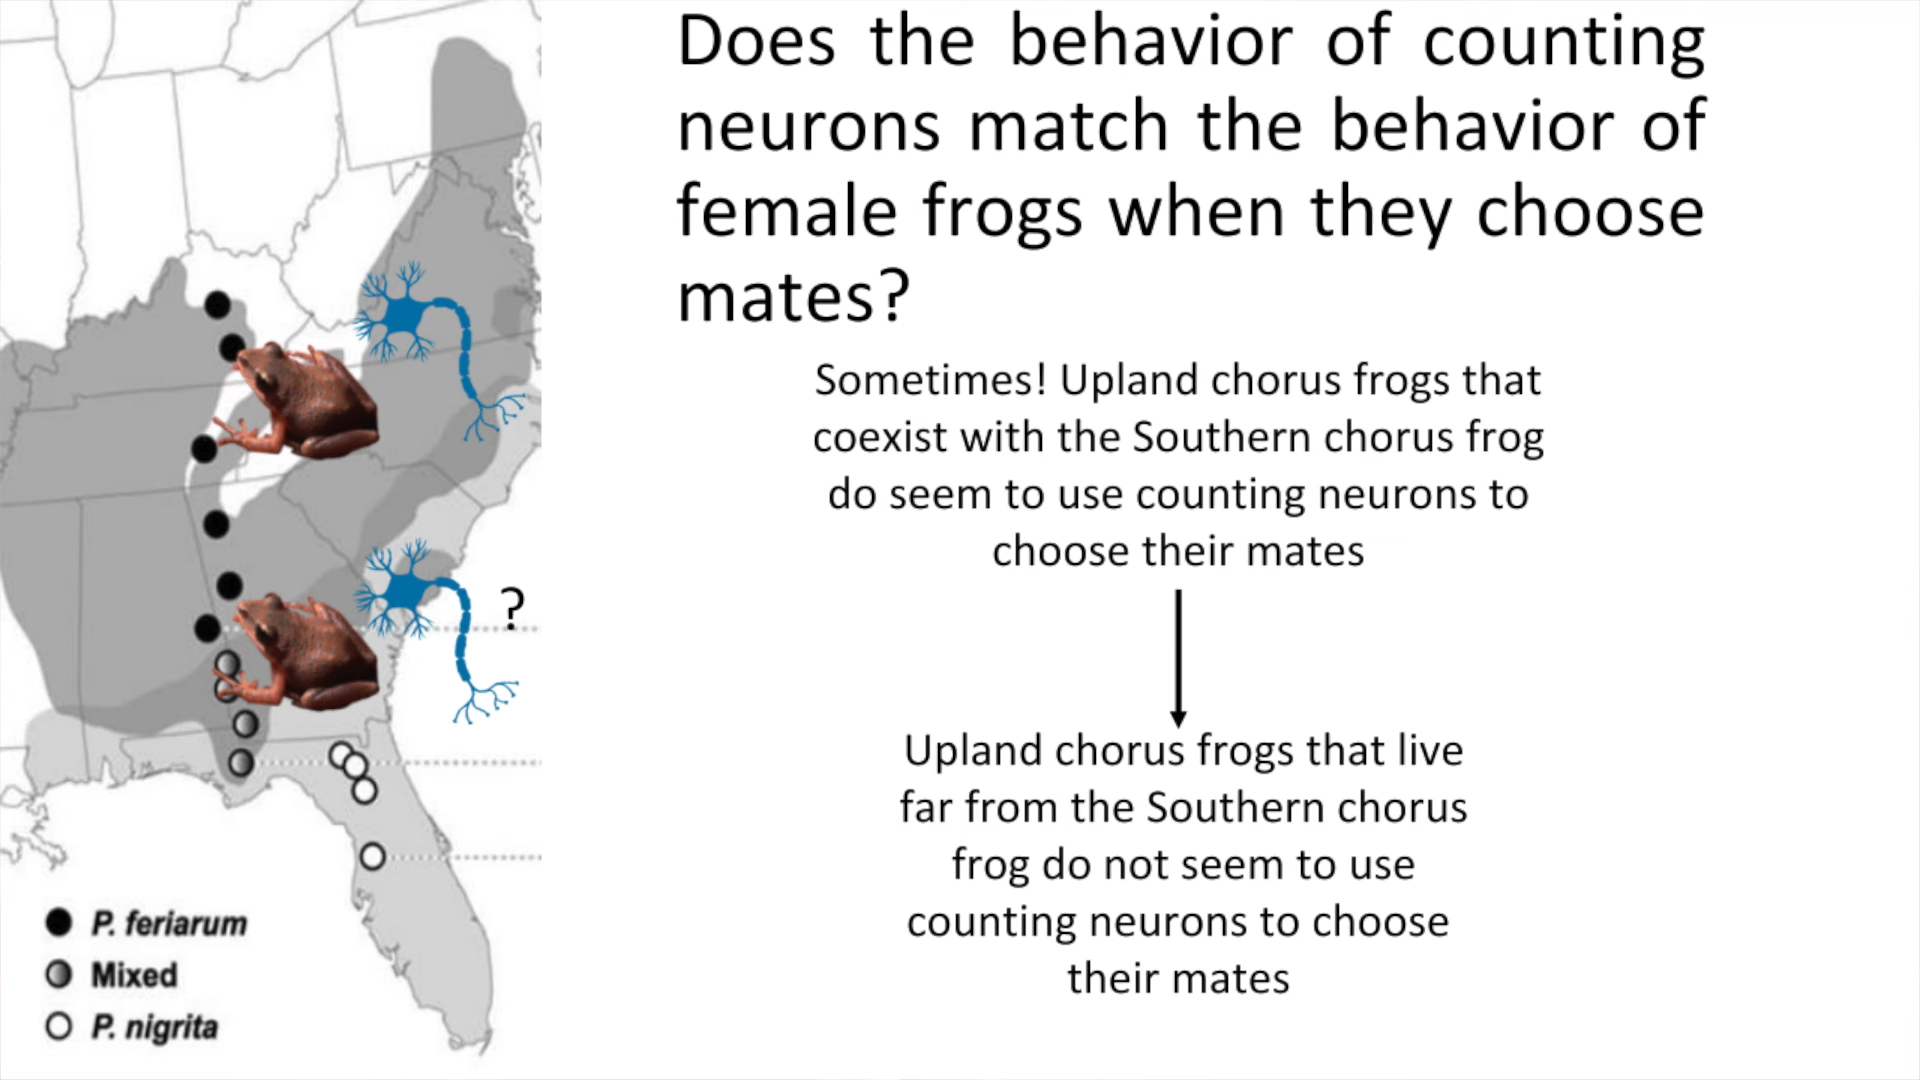 Does the behavior of counting
neurons match the behavior of
female frogs when they choose
mates?
Sometimes! Upland chorus frogs that
coexist with the Southern chorus frog
do seem to use counting neurons to
choose their mates
Upland chorus frogs that live
far from the Southern chorus
frog do not seem to use
counting neurons to choose
their mates
?
P. feriarum
Mixed
P. nigrita